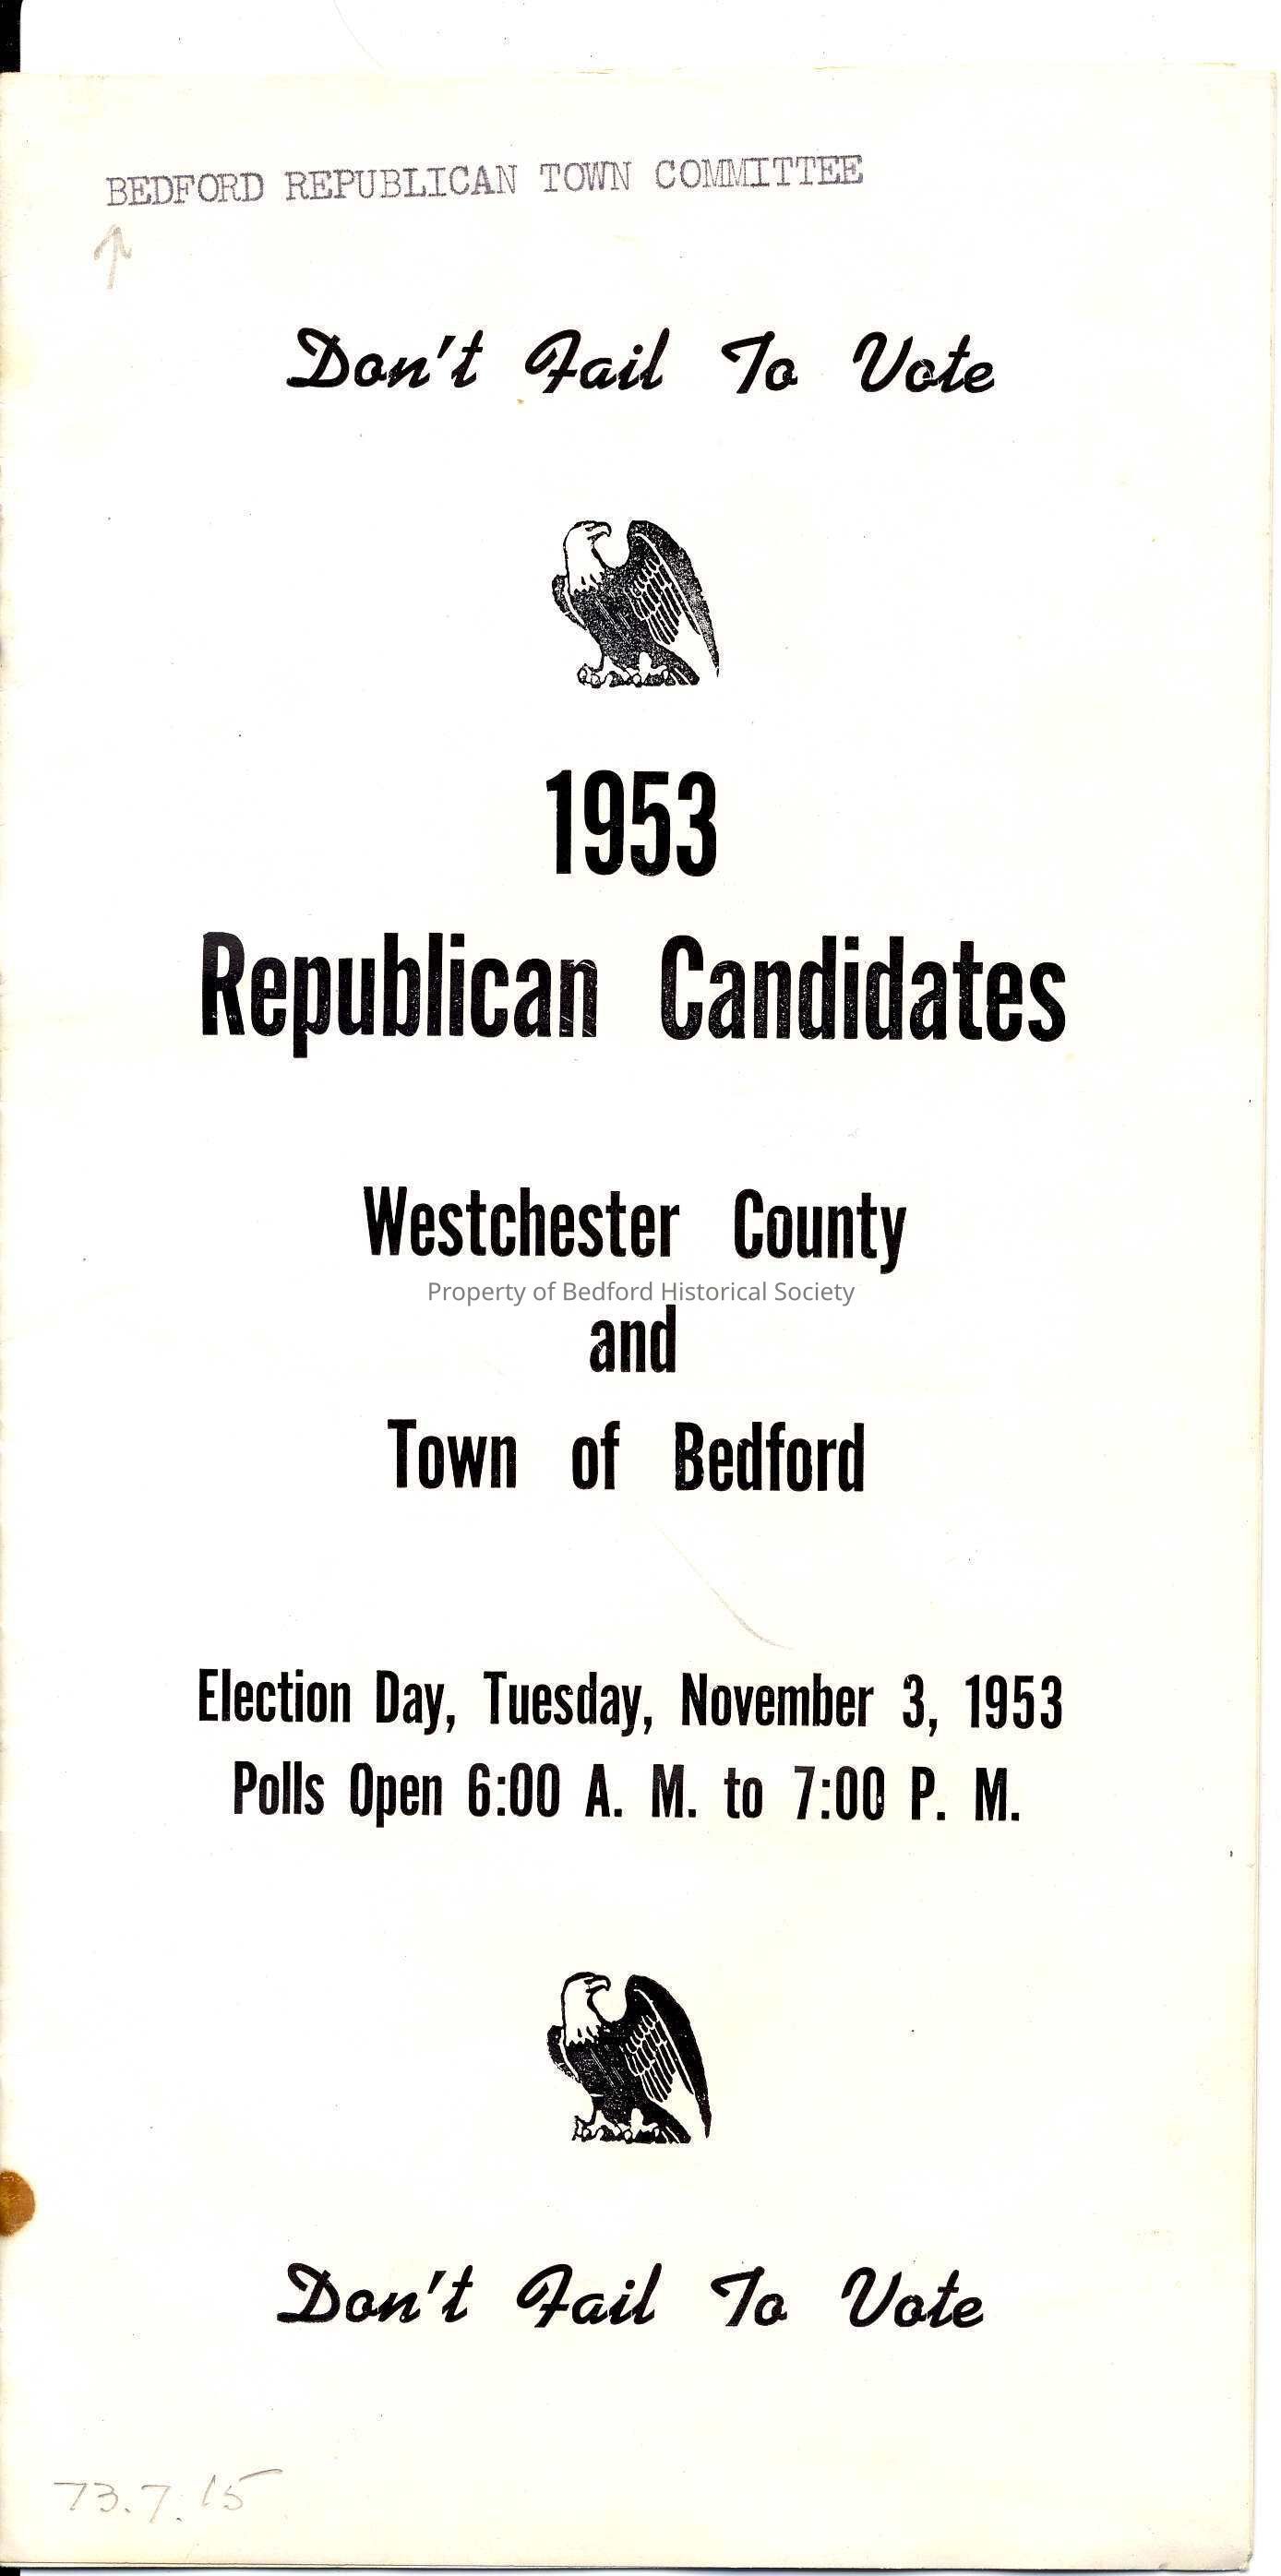 BEDFORD REPUBLICAN TOWN COMMITTEE
Don't Fail To Vote
1953
Republican Candidates
Westchester County
Property of Bedford Historical Society
and
Town of Bedford
Election Day, Tuesday, November 3, 1953
Polls Open 6:00 A. M. to 7:00 P. M.
Don't Fail To Vote
73.7.15